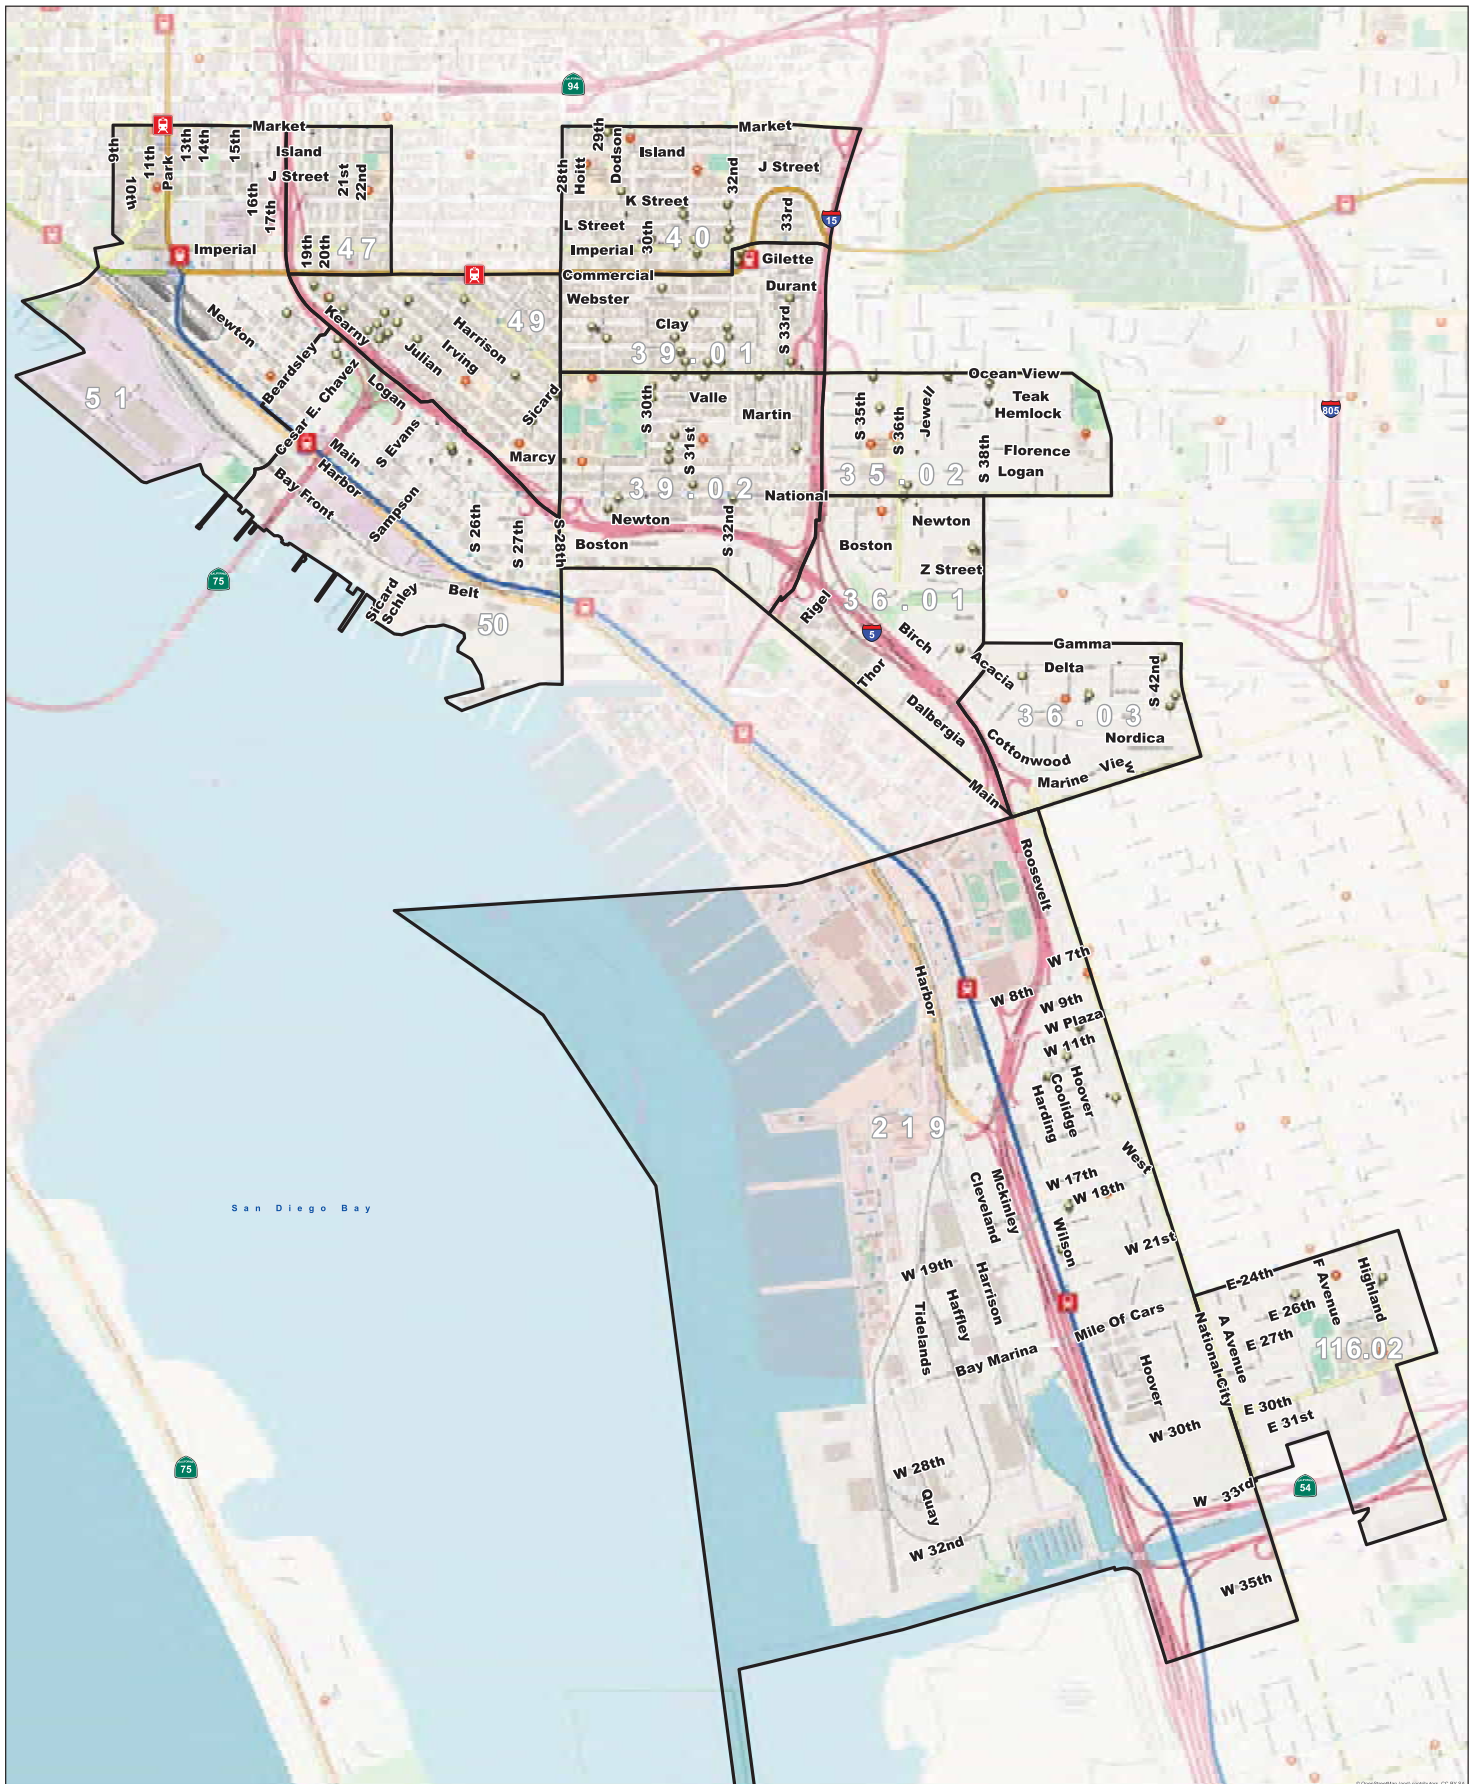 94
Market
Market
9th
10th
11th
Park
13th
14th
15th
16th
17th
Island
J Street
21st
22nd
19th
20th
47
Imperial
28th
Hoitt
29th
Dodson
Island
32nd
J Street
K Street
L Street
30th
40
33rd
15
Imperial
Gilette
Commercial
Durant
Webster
Newton
Kearny
Harrison
49
Clay
S 33rd
39.01
Irving
Julian
Beardsley
Cesar E. Chavez
Logan
51
Sicard
S 30th
Valle
Martin
Ocean View
S 35th
S 36th
Jewell
Teak
Hemlock
805
S Evans
Main
Harbor
Marcy
S 31st
S 38th
Florence
Logan
35.02
39.02
National
Bay Front
Sampson
S 26th
S 27th
S 28th
Newton
S 32nd
Boston
Newton
Boston
Z Street
75
Belt
Sicard
Schley
50
Rigel
36.01
5
Birch
Gamma
Acacia
Delta
S 42nd
Thor
36.03
Dalbergia
Cottonwood
Nordica
Marine View
Main
Roosevelt
W 7th
Harbor
W 8th
W 9th
W Plaza
W 11th
Hoover
Coolidge
Harding
219
West
W 17th
W 18th
Mckinley
Cleveland
San Diego Bay
Wilson
W 21st
W 19th
Harrison
Haffley
Tidelands
E 24th
F Avenue
Highland
E 26th
A Avenue
E 27th
116.02
Mile Of Cars
National City
Bay Marina
Hoover
E 30th
E 31st
W 30th
W 28th
75
Quay
W 33rd
54
W 32nd
W 35th